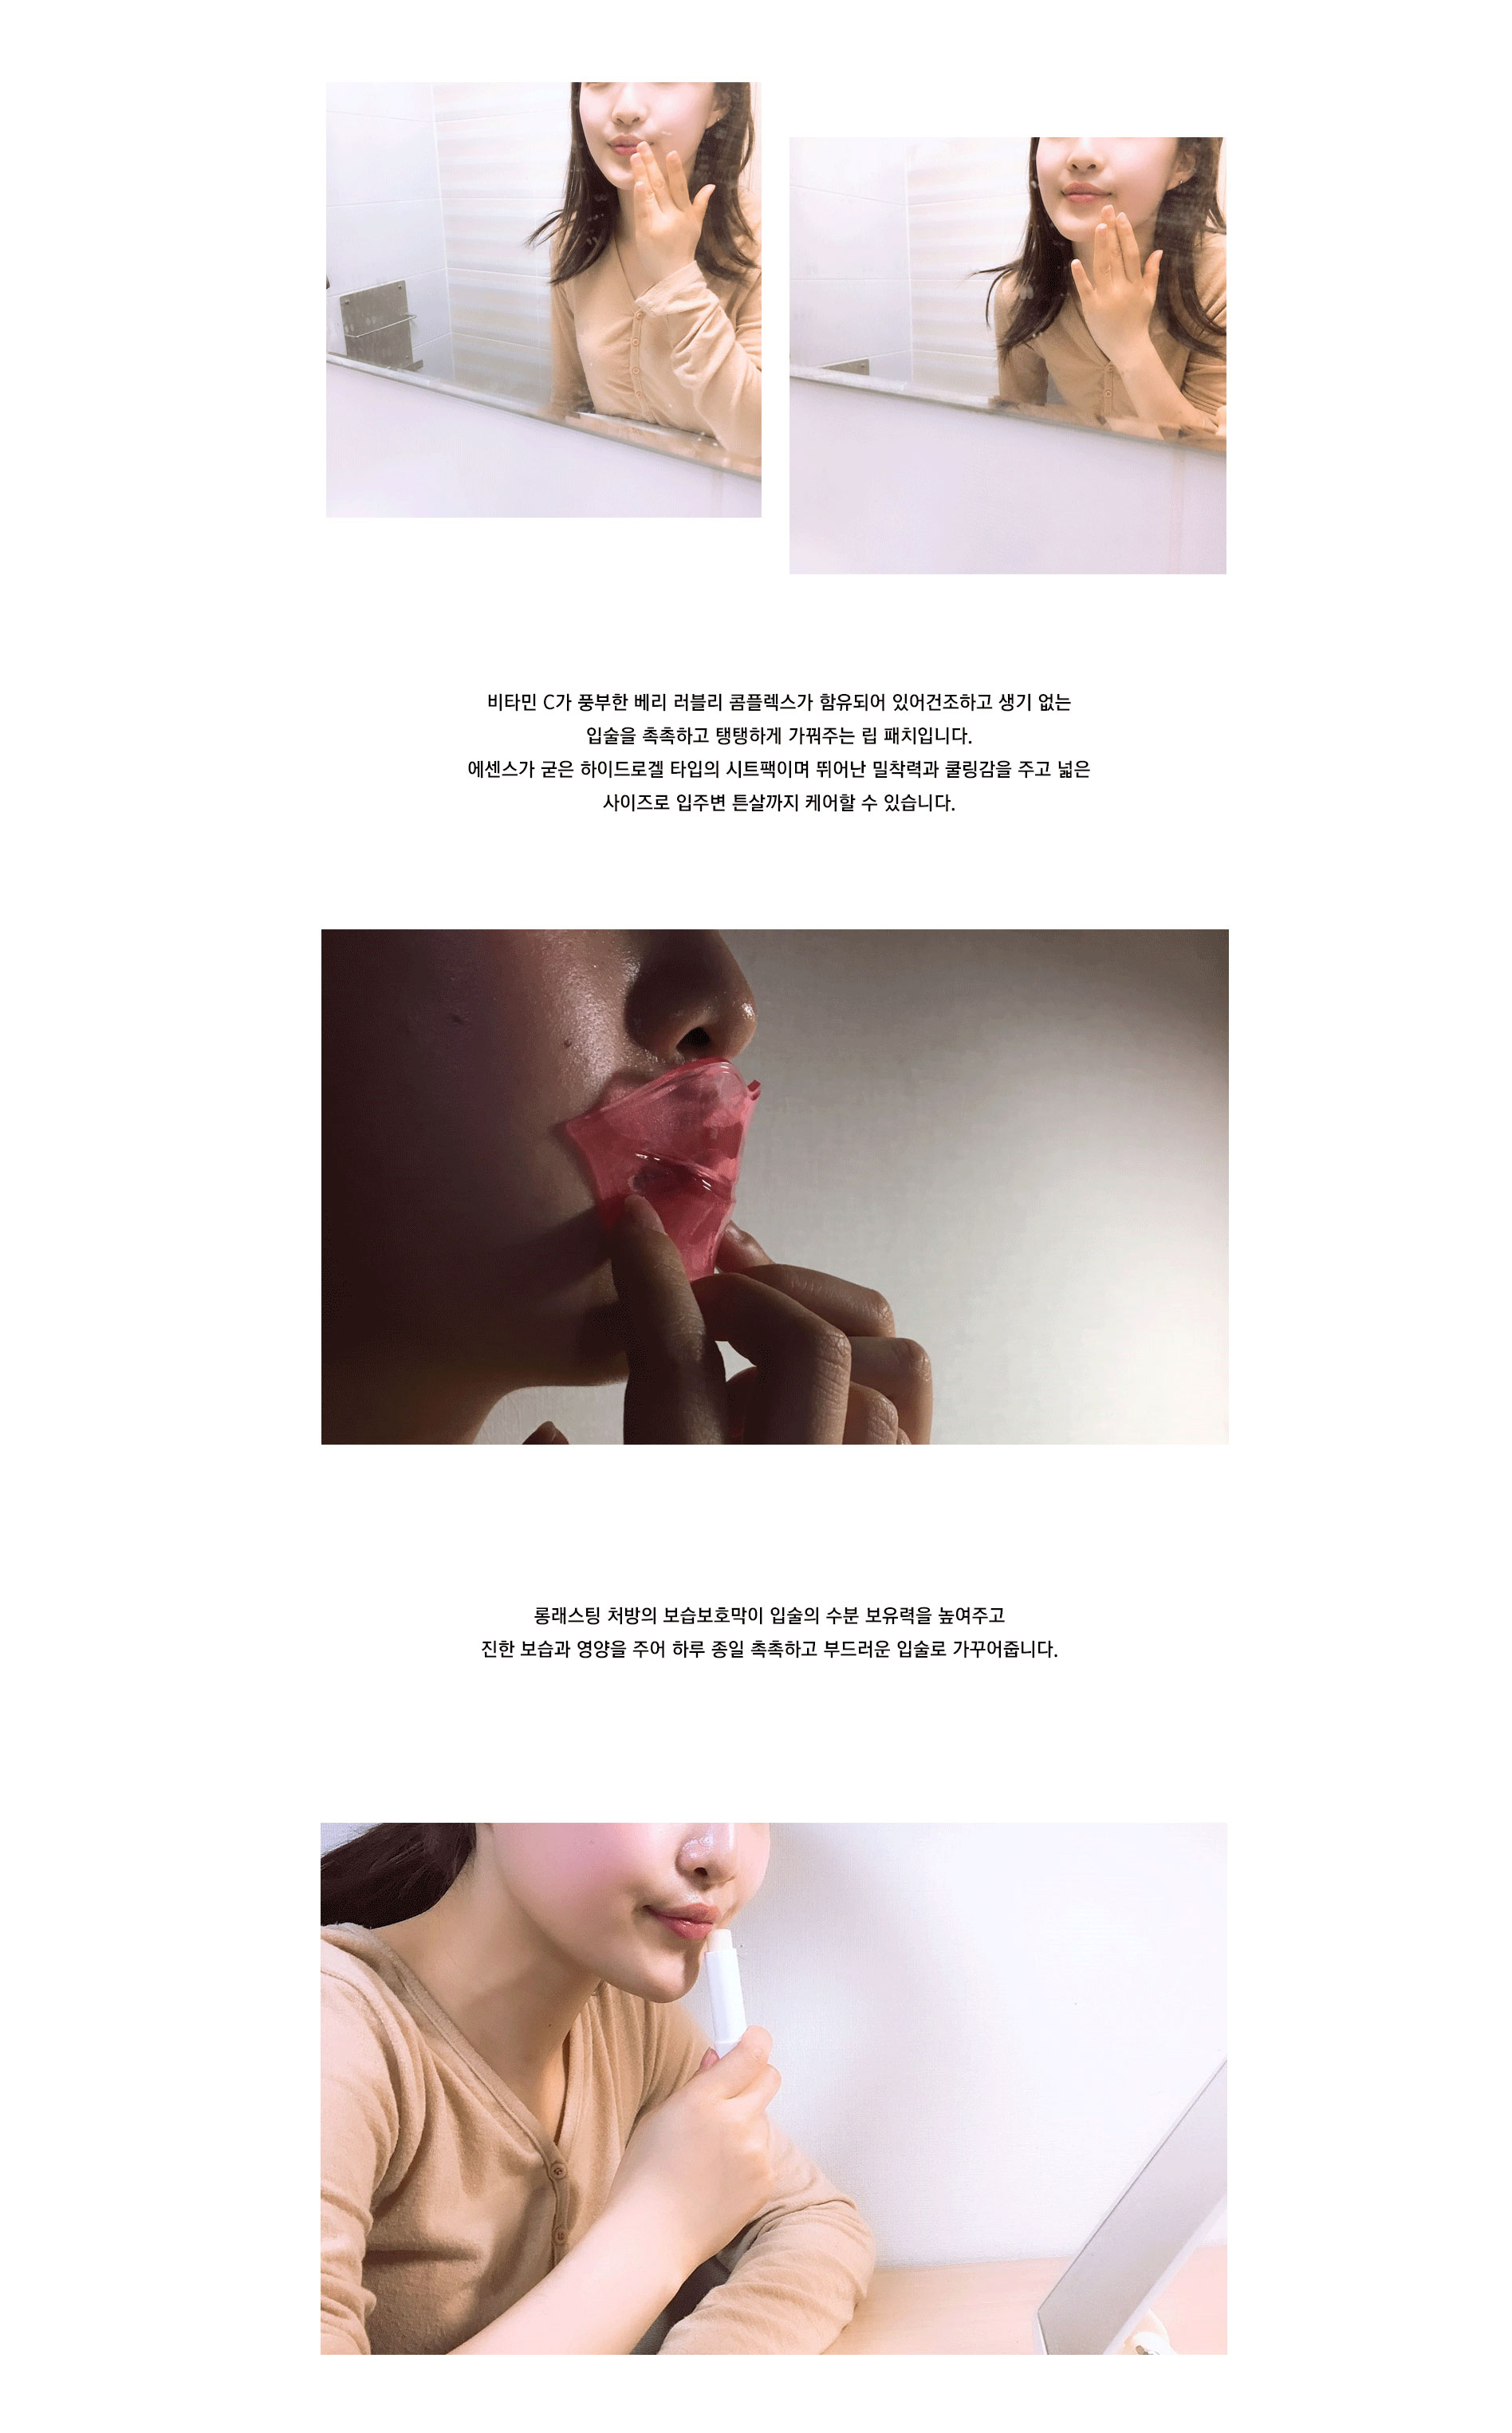 비타민 C가 풍부한 베리 러블리 콤플렉스가 함유되어 있어건조하고 생기 없는
입술을 촉촉하고 탱탱하게 가꿔주는 립 패치입니다.
에센스가 굳은 하이드로겔 타입의 시트팩이며 뛰어난 밀착력과 쿨링감을 주고 넓은
사이즈로 입주변 튼살까지 케어할 수 있습니다.
롱래스팅 처방의 보습보호막이 입술의 수분 보유력을 높여주고
진한 보습과 영양을 주어 하루 종일 촉촉하고 부드러운 입술로 가꾸어줍니다.